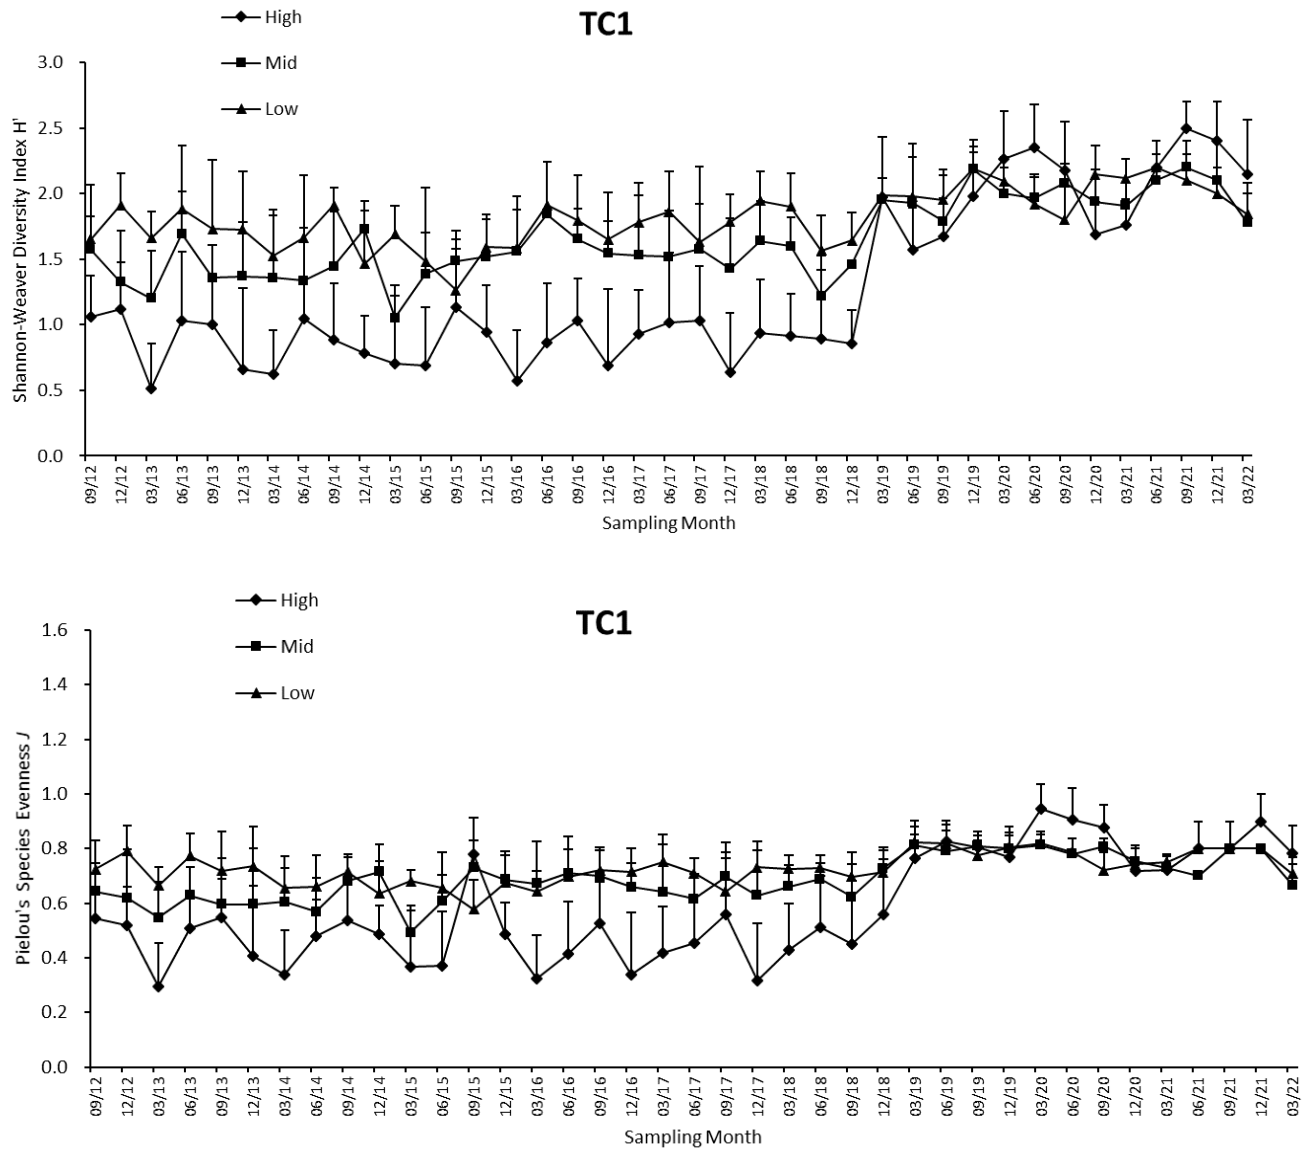 High
TC1
Mid
Low
3.0
2.5
2.0
1.5
1.0
0.5
0.0
Shannon-Weaver Diversity Index H'
09/12 12/12 03/13 06/13 09/13 12/13 03/14 06/14 09/14 12/14 03/15 06/15 09/15 12/15 03/16 06/16 09/16 12/16 03/17 06/17 09/17 12/17 03/18 06/18 09/18 12/18 03/19 06/19 09/19 12/19 03/20 06/20 09/20 12/20 03/21 06/21 09/21 12/21 03/22
Sampling Month
High
TC1
Mid
Low
1.6
1.4
1.2
1.0
0.8
0.6
0.4
0.2
0.0
Pielou's Species Evenness J
09/12 12/12 03/13 06/13 09/13 12/13 03/14 06/14 09/14 12/14 03/15 06/15 09/15 12/15 03/16 06/16 09/16 12/16 03/17 06/17 09/17 12/17 03/18 06/18 09/18 12/18 03/19 06/19 09/19 12/19 03/20 06/20 09/20 12/20 03/21 06/21 09/21 12/21 03/22
Sampling Month